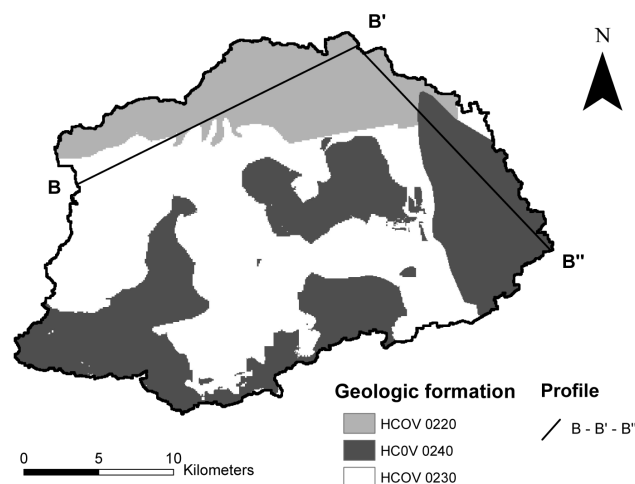 B'
N
B
B"
Geologic formation
Profile
HCOV 0220
B - B' - B"
HC0V 0240
HCOV 0230
0
5
10
Kilometers